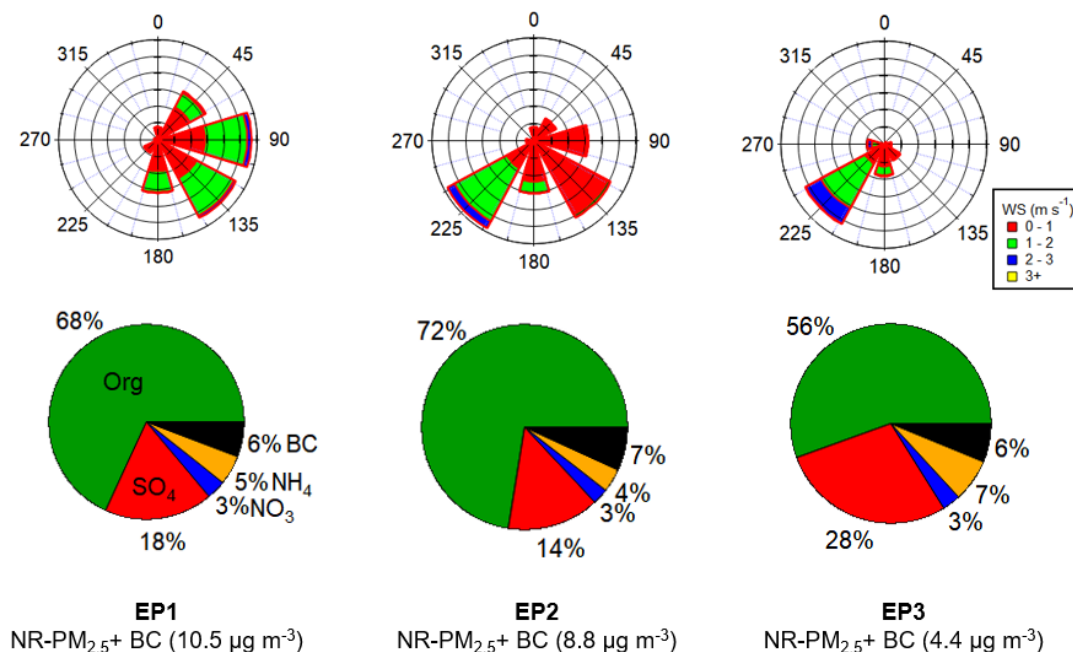 0
45
90
135
180
225
270
315
0
45
90
135
180
225
270
315
0
45
90
135
180
225
270
315
WS (m s⁻¹)
0 - 1
1 - 2
2 - 3
3+
68%
Org
6% BC
5% NH₄
3% NO₃
SO₄
18%
72%
7%
4%
3%
14%
56%
6%
7%
3%
28%
EP1
NR-PM₂.₅+ BC (10.5 µg m⁻³)
EP2
NR-PM₂.₅+ BC (8.8 µg m⁻³)
EP3
NR-PM₂.₅+ BC (4.4 µg m⁻³)